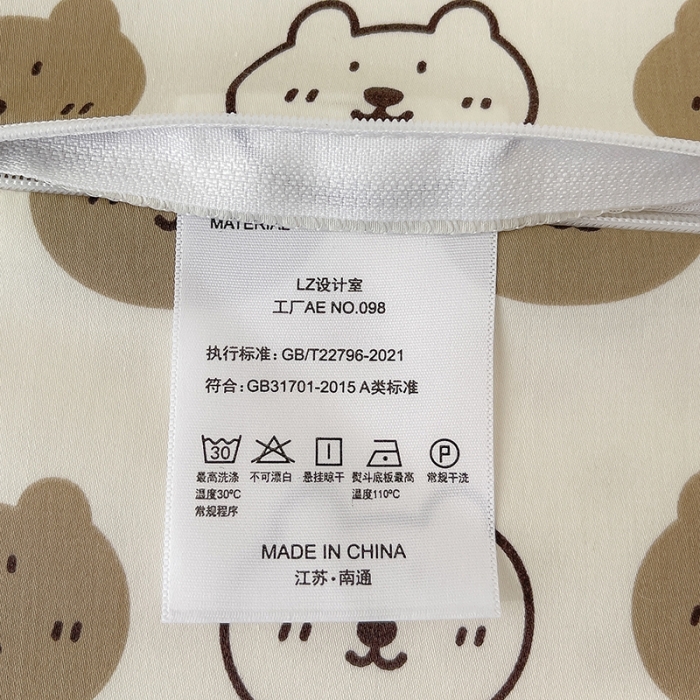 MATERIAL
LZ设计室
工厂AE NO.098
执行标准: GB/T22796-2021
符合: GB31701-2015 A类标准
30
P
最高洗涤 不可漂白 悬挂晾干 熨斗底板最高 常规干洗
温度30℃ 温度110℃
常规程序
MADE IN CHINA
江苏·南通